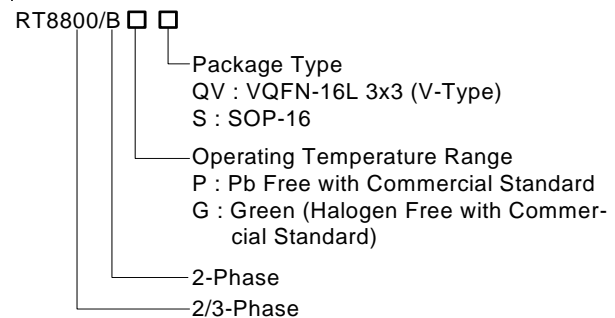 RT8800/B
Package Type
QV : VQFN-16L 3x3 (V-Type)
S : SOP-16
Operating Temperature Range
P : Pb Free with Commercial Standard
G : Green (Halogen Free with Commer-
cial Standard)
2-Phase
2/3-Phase